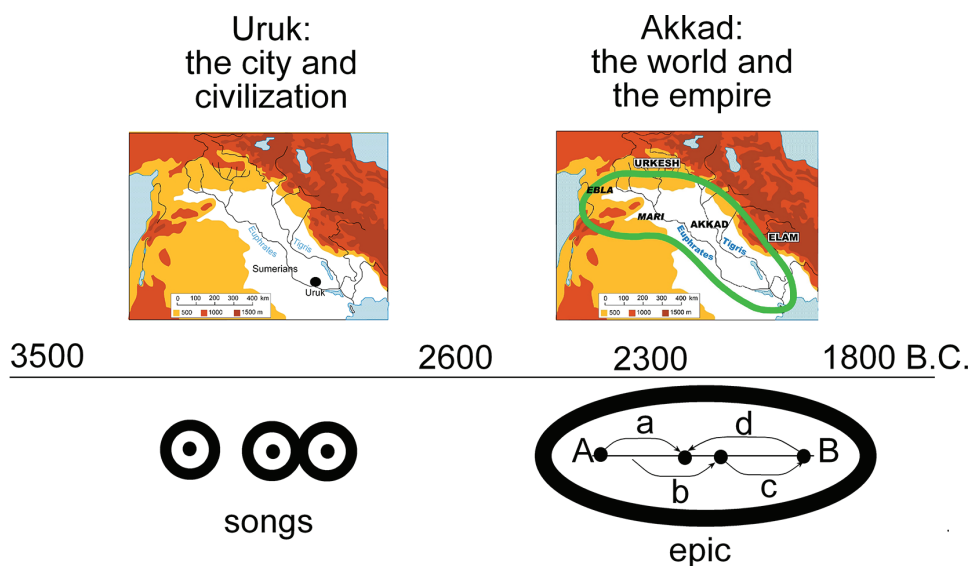 Uruk:
the city and
civilization
Akkad:
the world and
the empire
Euphrates
Tigris
Sumerians
Uruk
0 100 200 300 400 km
500 1000 1500 m
URKESH
EBLA
MARI
AKKAD
ELAM
Euphrates
Tigris
0 100 200 300 400 km
500 1000 1500 m
3500 2600 2300 1800 B.C.
a d
A B
b c
songs
epic